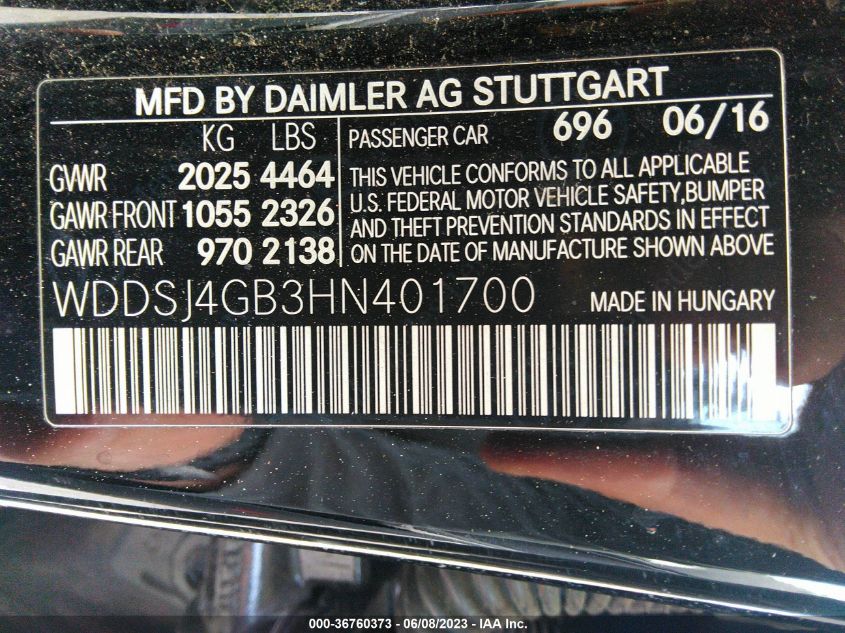 MFD BY DAIMLER AG STUTTGART
KG LBS
GVWR 2025 4464
GAWR FRONT 1055 2326
GAWR REAR 970 2138
PASSENGER CAR 696 06/16
THIS VEHICLE CONFORMS TO ALL APPLICABLE
U.S. FEDERAL MOTOR VEHICLE SAFETY,BUMPER
AND THEFT PREVENTION STANDARDS IN EFFECT
ON THE DATE OF MANUFACTURE SHOWN ABOVE
WDDSJ4GB3HN401700 MADE IN HUNGARY
000-36760373 - 06/08/2023 - IAA Inc.